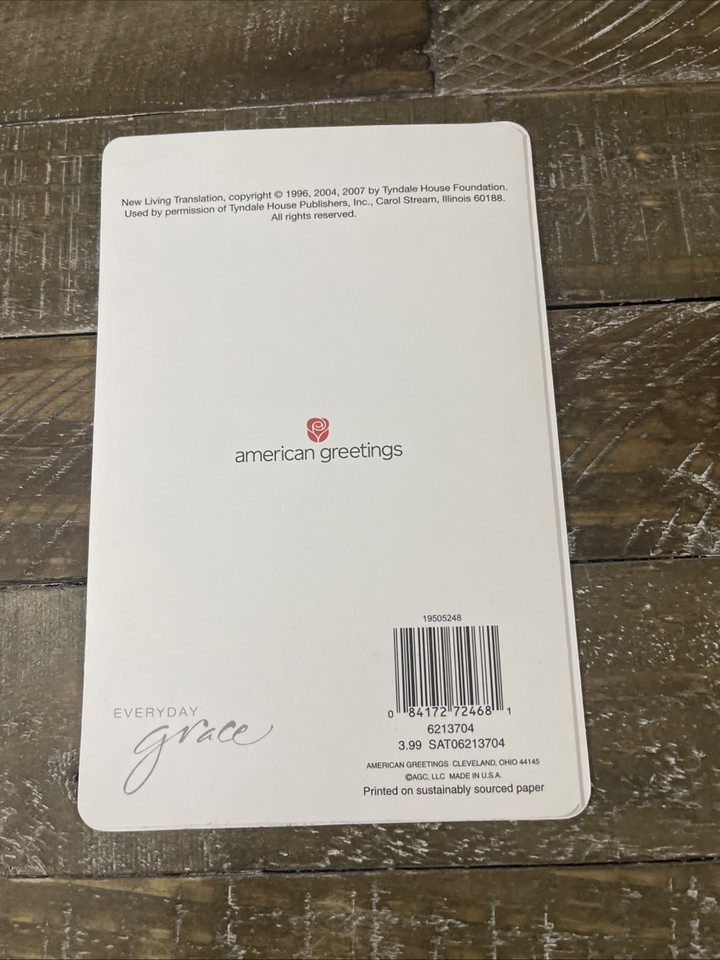 New Living Translation, copyright © 1996, 2004, 2007 by Tyndale House Foundation.
Used by permission of Tyndale House Publishers, Inc., Carol Stream, Illinois 60188.
All rights reserved.
american greetings
19505248
0 84172 72468 1
6213704
3.99 SAT06213704
AMERICAN GREETINGS CLEVELAND, OHIO 44145
©AGC, LLC MADE IN U.S.A.
Printed on sustainably sourced paper
EVERYDAY
grace